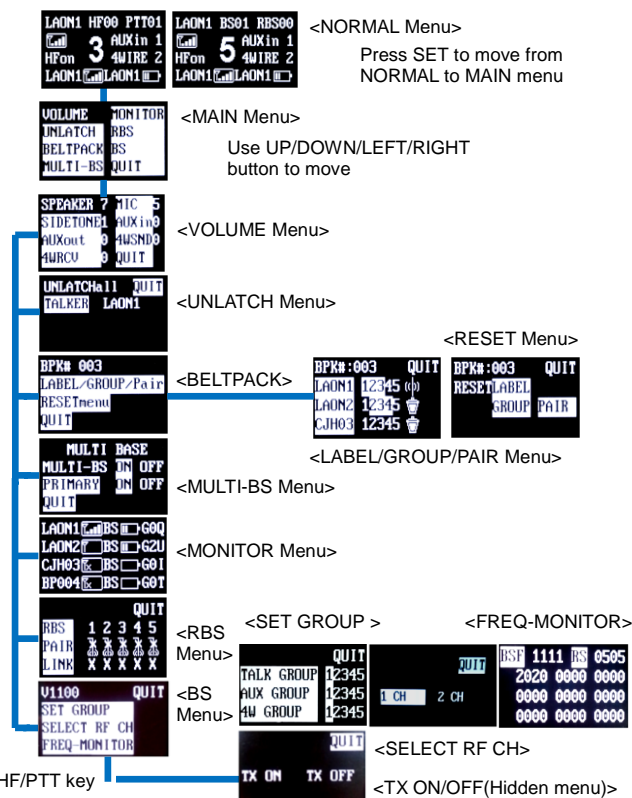 LAON1 HF00 PTT01
AUXin 1
HFon 3 4WIRE 2
LAON1 LAON1
LAON1 BS01 RBS00
AUXin 1
HFon 5 4WIRE 2
LAON1 LAON1
<NORMAL Menu>
Press SET to move from
NORMAL to MAIN menu
VOLUME MONITOR
UNLATCH RBS
BELTPACK BS
MULTI-BS QUIT
<MAIN Menu>
Use UP/DOWN/LEFT/RIGHT
button to move
SPEAKER 7 MIC 5
SIDETONE1 AUXin0
AUXout 0 4WSND0
4WRCV 0 QUIT
<VOLUME Menu>
UNLATCHall QUIT
TALKER LAON1
<UNLATCH Menu>
<RESET Menu>
BPK# 003
LABEL/GROUP/Pair
RESETmenu
QUIT
<BELTPACK>
BPK#:003 QUIT
LAON1 12345
LAON2 12345
CJH03 12345
BPK#:003 QUIT
RESET LABEL
GROUP PAIR
<LABEL/GROUP/PAIR Menu>
MULTI BASE
MULTI-BS ON OFF
PRIMARY ON OFF
QUIT
<MULTI-BS Menu>
LAON1 BS G0Q
LAON2 BS G2U
CJH03 BS G0I
BP004 BS G0T
<MONITOR Menu>
QUIT
RBS 1 2 3 4 5
PAIR
LINK X X X X X
<RBS
Menu>
<SET GROUP >
<FREQ-MONITOR>
QUIT
TALK GROUP 12345
AUX GROUP 12345
4W GROUP 12345
QUIT
1 CH 2 CH
BSF 1111 RS 0505
2020 0000 0000
0000 0000 0000
0000 0000 0000
V1100 QUIT
SET GROUP
SELECT RF CH
FREQ-MONITOR
<BS
Menu>
<SELECT RF CH>
HF/PTT key
QUIT
TX ON TX OFF
<TX ON/OFF(Hidden menu)>